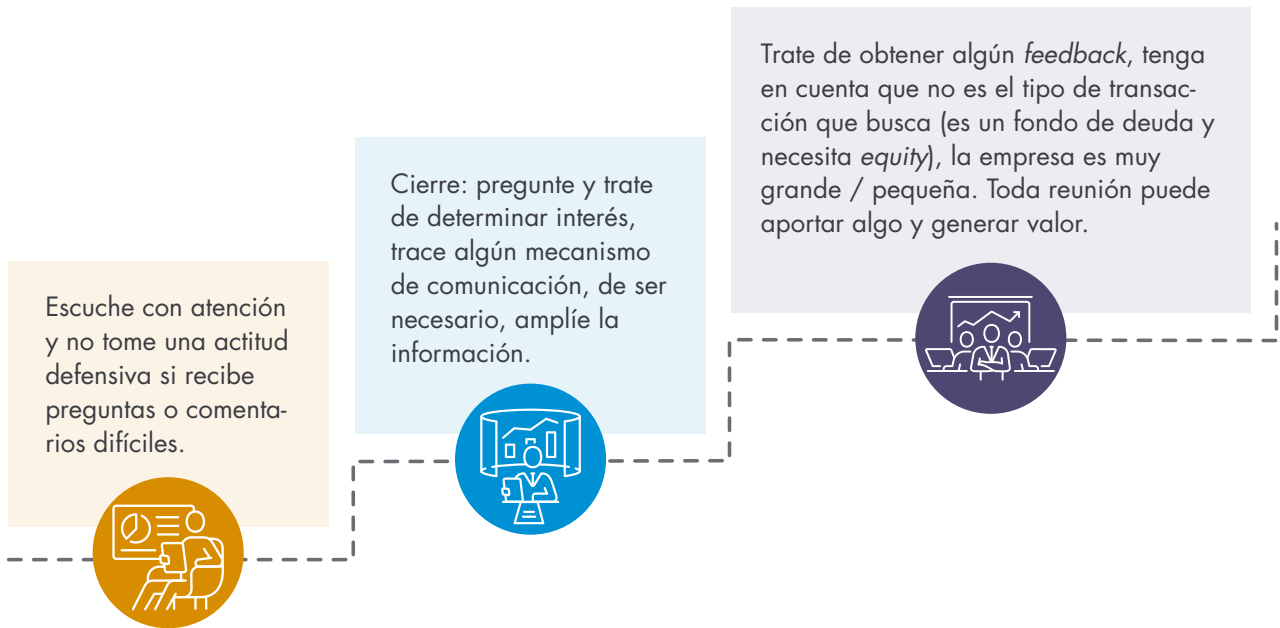 Escuche con atención
y no tome una actitud
defensiva si recibe
preguntas o comenta-
rios difíciles.
Cierre: pregunte y trate
de determinar interés,
trace algún mecanismo
de comunicación, de ser
necesario, amplíe la
información.
Trate de obtener algún feedback, tenga
en cuenta que no es el tipo de transac-
ción que busca (es un fondo de deuda y
necesita equity), la empresa es muy
grande / pequeña. Toda reunión puede
aportar algo y generar valor.